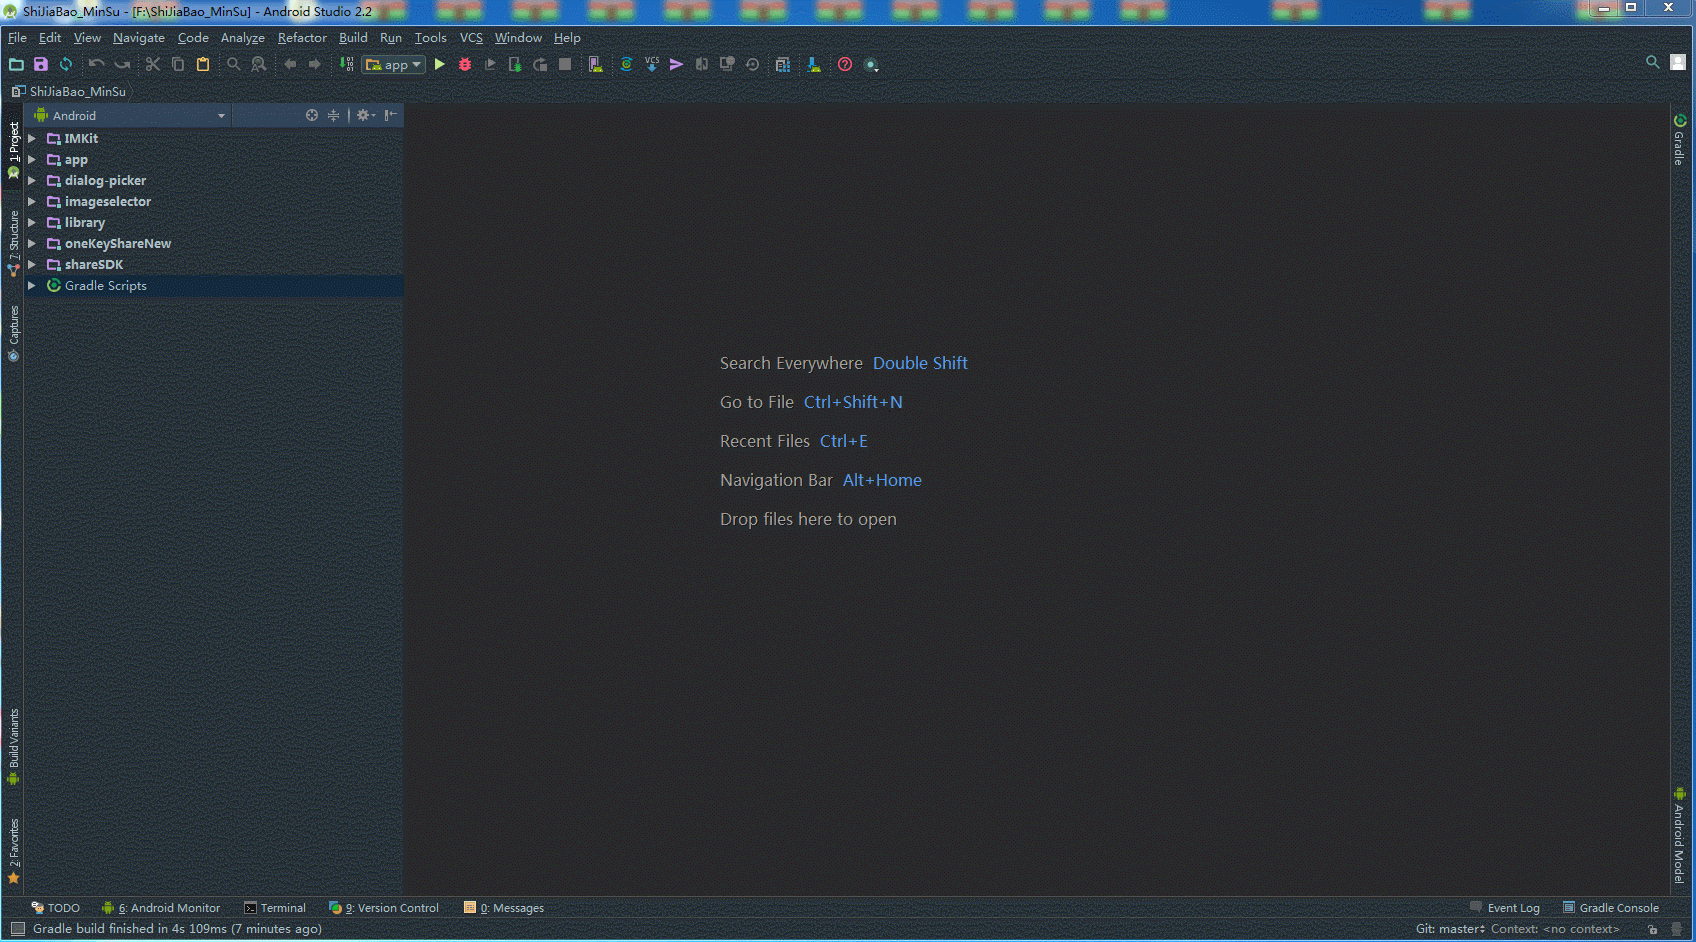 ShiJiaBao_MinSu - [F:\ShiJiaBao_MinSu] - Android Studio 2.2
File Edit View Navigate Code Analyze Refactor Build Run Tools VCS Window Help
app
VCS
ShiJiaBao_MinSu
Android
1: Project
7: Structure
Captures
Build Variants
2: Favorites
IMKit
app
dialog-picker
imageselector
library
oneKeyShareNew
shareSDK
Gradle Scripts
Search Everywhere Double Shift
Go to File Ctrl+Shift+N
Recent Files Ctrl+E
Navigation Bar Alt+Home
Drop files here to open
Gradle
Android Model
TODO 6: Android Monitor Terminal 9: Version Control 0: Messages Event Log Gradle Console
Gradle build finished in 4s 109ms (7 minutes ago) Git: master Context: <no context>